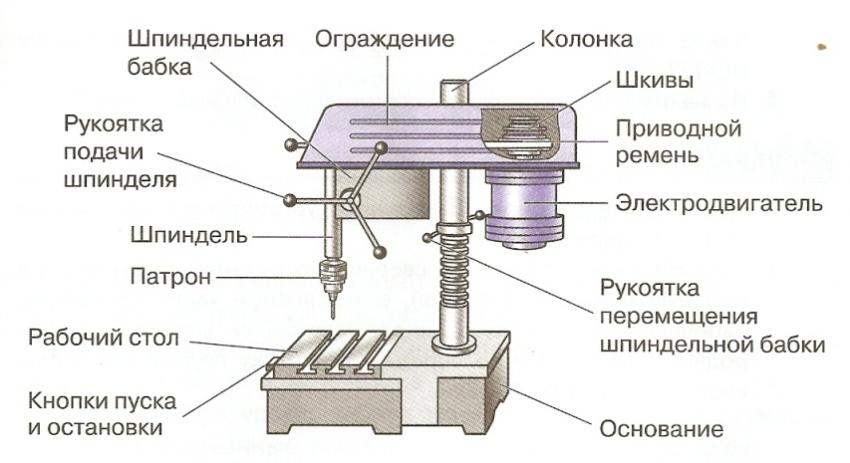 Шпиндельная
бабка
Ограждение
Колонка
Шкивы
Рукоятка
подачи
шпинделя
Приводной
ремень
Электродвигатель
Шпиндель
Патрон
Рукоятка
перемещения
шпиндельной бабки
Рабочий стол
Кнопки пуска
и остановки
Основание